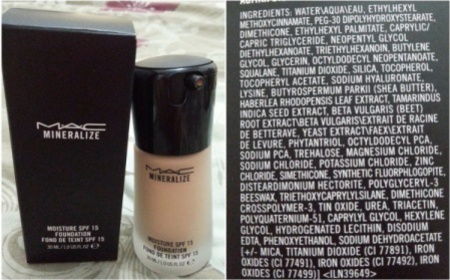 MAC
MINERALIZE
MOISTURE SPF 15
FOUNDATION
FOND DE TEINT SPF 15
MAC
MINERALIZE
MOISTURE SPF 15
FOUNDATION
FOND DE TEINT SPF 15
INGREDIENTS: WATER\AQUA\EAU, ETHYLHEXYL
METHOXYCINNAMATE, PEG-30 DIPOLYHYDROXYSTEARATE,
DIMETHICONE, ETHYLHEXYL PALMITATE, CAPRYLIC/
CAPRIC TRIGLYCERIDE, NEOPENTYL GLYCOL
DIETHYLHEXANOATE, TRIETHYLHEXANOIN, BUTYLENE
GLYCOL, GLYCERIN, OCTYLDODECYL NEOPENTANOATE,
SQUALANE, TITANIUM DIOXIDE, SILICA, TOCOPHEROL,
TOCOPHERYL ACETATE, SODIUM HYALURONATE,
LYSINE, BUTYROSPERMUM PARKII (SHEA BUTTER),
HABERLEA RHODOPENSIS LEAF EXTRACT, TAMARINDUS
INDICA SEED EXTRACT, BETA VULGARIS (BEET)
ROOT EXTRACT\BETA VULGARIS\EXTRAIT DE RACINE
DE BETTERAVE, YEAST EXTRACT\FAEX\EXTRAIT
DE LEVURE, PHYTANTRIOL, OCTYLDODECYL PCA,
SODIUM PCA, TREHALOSE, MAGNESIUM CHLORIDE,
SODIUM CHLORIDE, POTASSIUM CHLORIDE, ZINC
CHLORIDE, SIMETHICONE, SYNTHETIC FLUORPHLOGOPITE,
DISTEARDIMONIUM HECTORITE, POLYGLYCERYL-3
BEESWAX, TRIETHOXYCAPRYLYLSILANE, DIMETHICONE
CROSSPOLYMER-3, TIN OXIDE, UREA, TRIACETIN,
POLYQUATERNIUM-51, CAPRYLYL GLYCOL, HEXYLENE
GLYCOL, HYDROGENATED LECITHIN, DISODIUM
EDTA, PHENOXYETHANOL, SODIUM DEHYDROACETATE
[+/- MICA, TITANIUM DIOXIDE (CI 77891), IRON
OXIDES (CI 77491), IRON OXIDES (CI 77492), IRON
OXIDES (CI 77499)] <ILN39649>